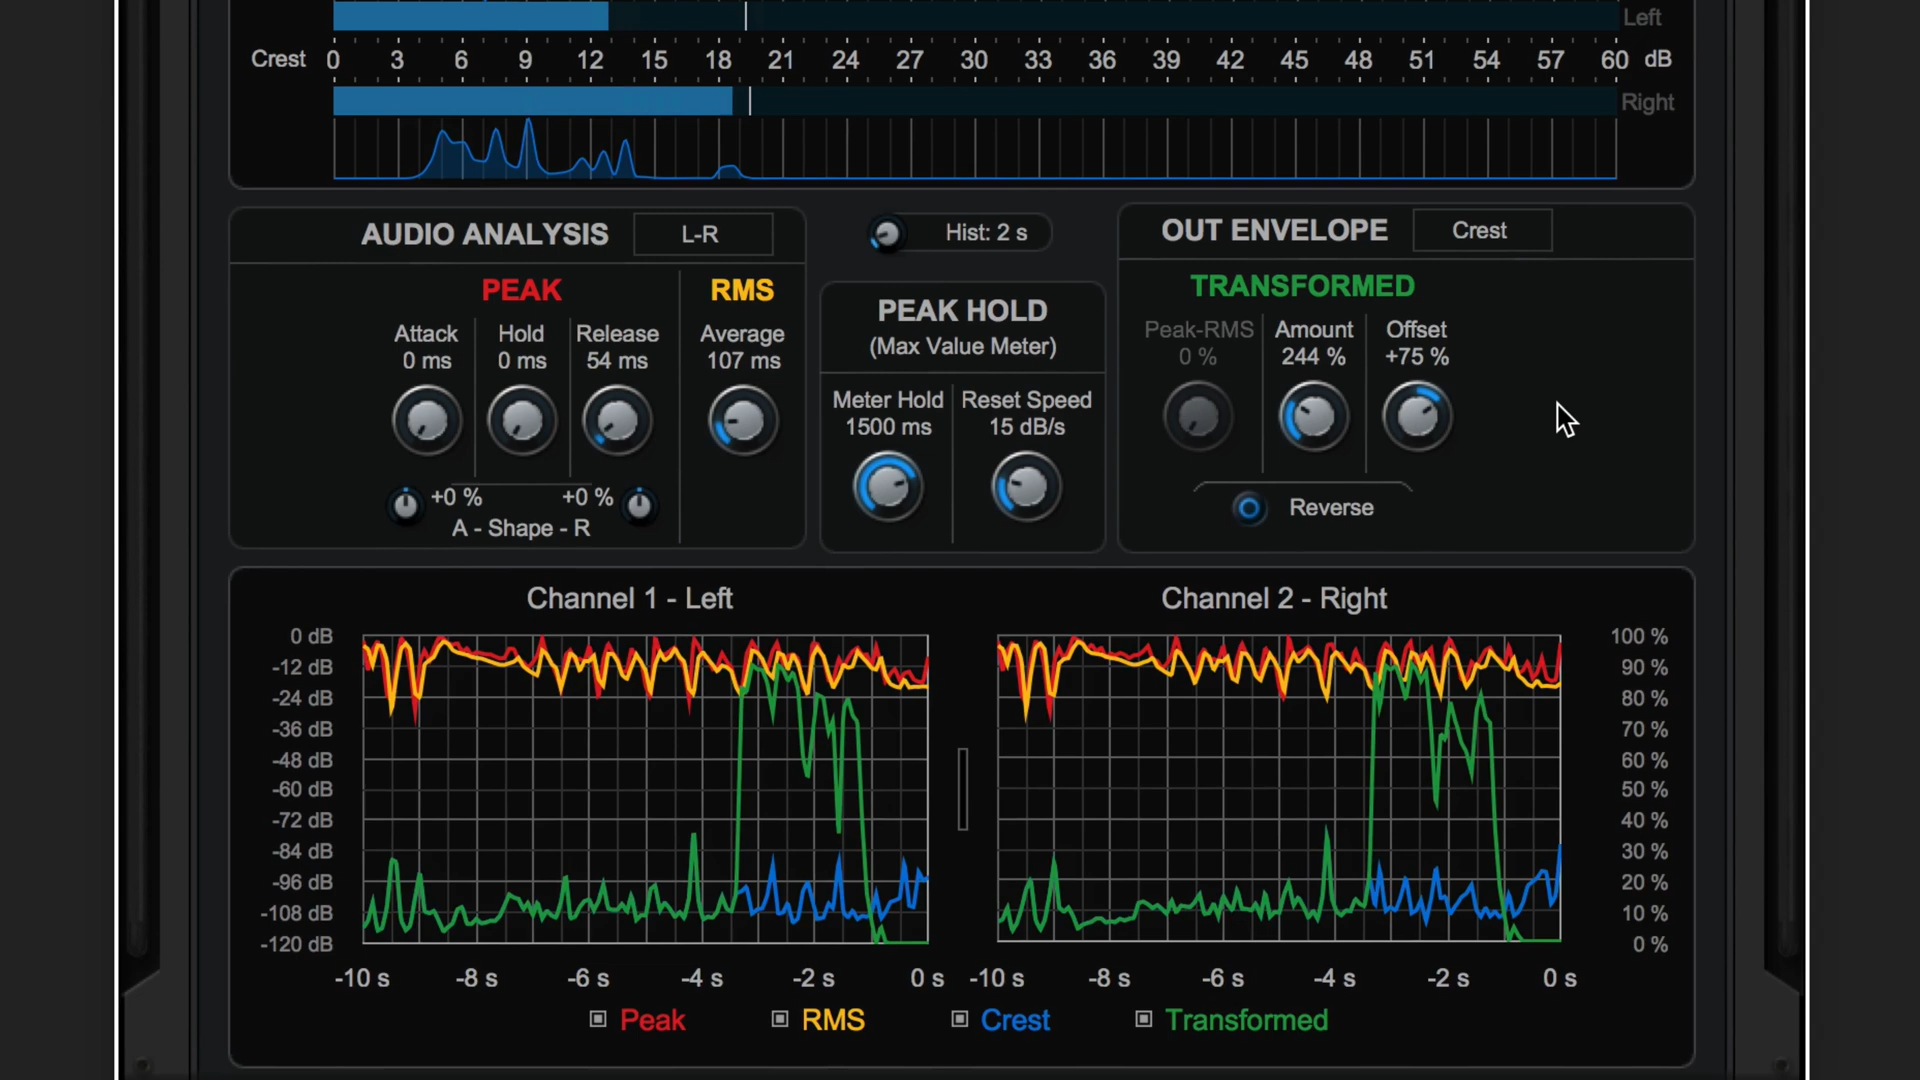 Left
Crest 0 3 6 9 12 15 18 21 24 27 30 33 36 39 42 45 48 51 54 57 60 dB
Right
AUDIO ANALYSIS L-R
Hist: 2 s
OUT ENVELOPE Crest
PEAK RMS
Attack Hold Release Average
0 ms 0 ms 54 ms 107 ms
+0 % +0 %
A - Shape - R
PEAK HOLD
(Max Value Meter)
Meter Hold Reset Speed
1500 ms 15 dB/s
TRANSFORMED
Peak-RMS Amount Offset
0 % 244 % +75 %
Reverse
Channel 1 - Left Channel 2 - Right
0 dB 100 %
-12 dB 90 %
-24 dB 80 %
-36 dB 70 %
-48 dB 60 %
-60 dB 50 %
-72 dB 40 %
-84 dB 30 %
-96 dB 20 %
-108 dB 10 %
-120 dB 0 %
-10 s -8 s -6 s -4 s -2 s 0 s -10 s -8 s -6 s -4 s -2 s 0 s
Peak RMS Crest Transformed